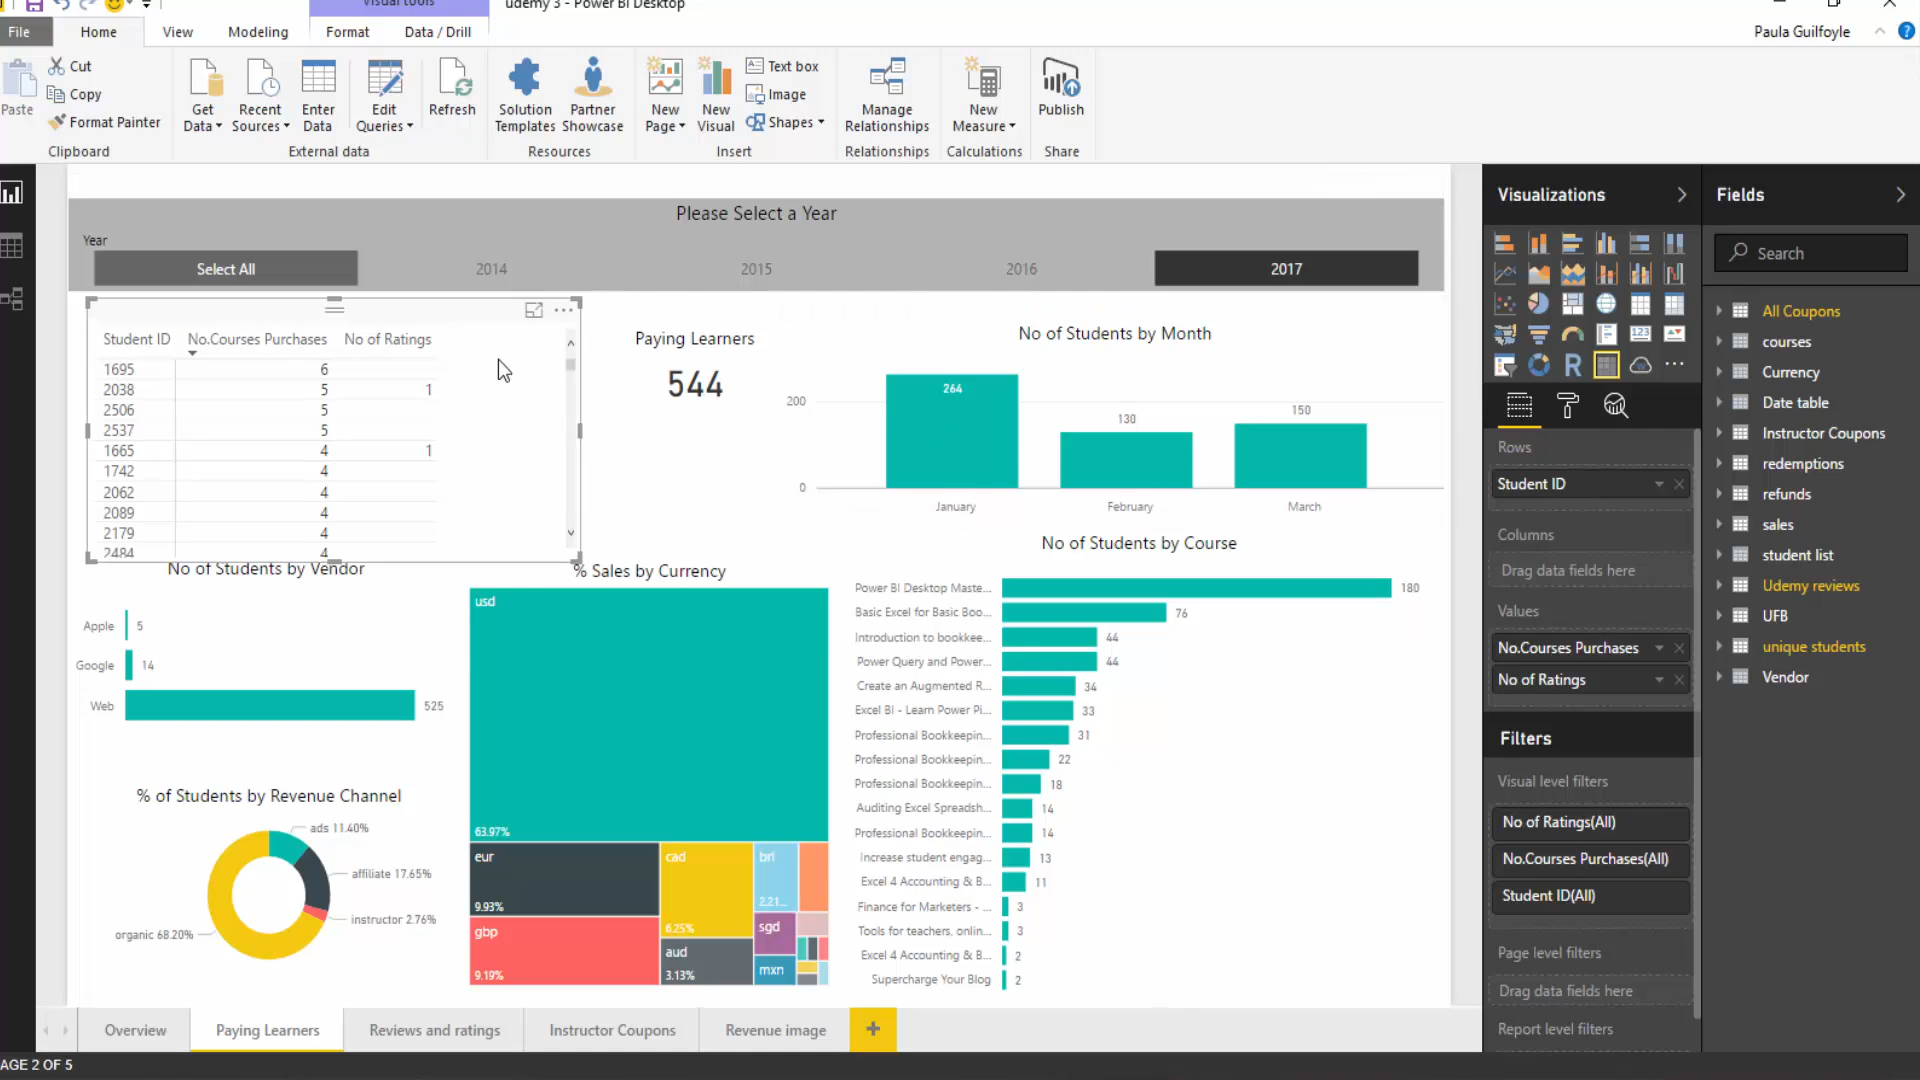 Visual tools
udemy 3 - Power BI Desktop
File
Home
View
Modeling
Format
Data / Drill
Paula Guilfoyle
Paste
Cut
Copy
Format Painter
Clipboard
Get Data
Recent Sources
Enter Data
Edit Queries
Refresh
External data
Solution Templates
Partner Showcase
Resources
New Page
New Visual
Text box
Image
Shapes
Insert
Manage Relationships
Relationships
New Measure
Calculations
Publish
Share
Please Select a Year
Year
Select All
2014
2015
2016
2017
Student ID No.Courses Purchases No of Ratings
1695 6
2038 5 1
2506 5
2537 5
1665 4 1
1742 4
2062 4
2089 4
2179 4
2484 4
Paying Learners
544
No of Students by Month
200
0
264
130
150
January
February
March
No of Students by Vendor
Apple 5
Google 14
Web 525
% of Students by Revenue Channel
ads 11.40%
affiliate 17.65%
instructor 2.76%
organic 68.20%
% Sales by Currency
usd
63.97%
eur
9.93%
gbp
9.19%
cad
6.25%
aud
3.13%
brl
2.21...
sgd
mxn
No of Students by Course
Power BI Desktop Maste... 180
Basic Excel for Basic Boo... 76
Introduction to bookkee... 44
Power Query and Power... 44
Create an Augmented R... 34
Excel BI - Learn Power Pi... 33
Professional Bookkeepin... 31
Professional Bookkeepin... 22
Professional Bookkeepin... 18
Auditing Excel Spreadsh... 14
Professional Bookkeepin... 14
Increase student engag... 13
Excel 4 Accounting & B... 11
Finance for Marketers - ... 3
Tools for teachers, onlin... 3
Excel 4 Accounting & B... 2
Supercharge Your Blog 2
Overview
Paying Learners
Reviews and ratings
Instructor Coupons
Revenue image
+
AGE 2 OF 5
Visualizations
R
123
Rows
Student ID
Columns
Drag data fields here
Values
No.Courses Purchases
No of Ratings
Filters
Visual level filters
No of Ratings(All)
No.Courses Purchases(All)
Student ID(All)
Page level filters
Drag data fields here
Report level filters
Fields
Search
All Coupons
courses
Currency
Date table
Instructor Coupons
redemptions
refunds
sales
student list
Udemy reviews
UFB
unique students
Vendor